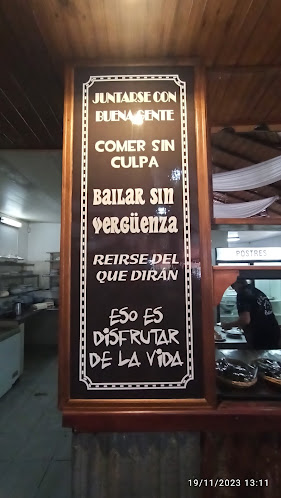 JUNTARSE CON
BUENA GENTE
COMER SIN
CULPA
BAILAR SIN
VERGÜENZA
REIRSE DEL
QUE DIRÁN
ESO ES
DISFRUTAR
DE LA VIDA
POSTRES
19/11/2023 13:11